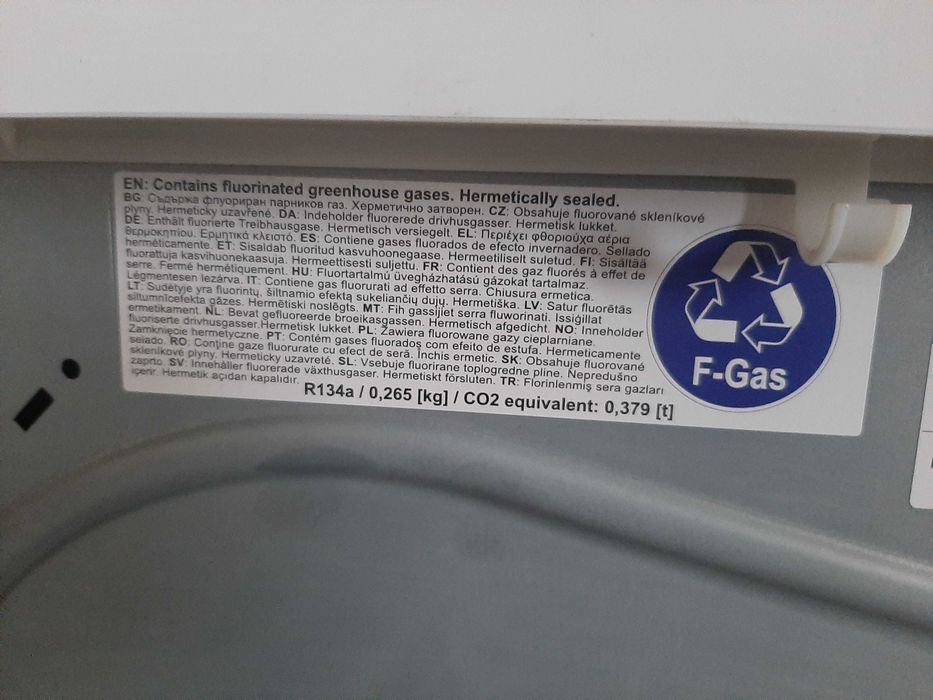 EN: Contains fluorinated greenhouse gases. Hermetically sealed.
BG: Съдържа флуориран парников газ. Херметично затворен. CZ: Obsahuje fluorované skleníkové
plyny. Hermeticky uzavřené. DA: Indeholder fluorerede drivhusgasser. Hermetisk lukket.
DE: Enthält fluorierte Treibhausgase. Hermetisch versiegelt. EL: Περιέχει φθοριούχα αέρια
θερμοκηπίου. Ερμητικά κλειστό. ES: Contiene gases fluorados de efecto invernadero. Sellado
herméticamente. ET: Sisaldab fluoritud kasvuhoonegaase. Hermeetiliselt suletud. FI: Sisältää
fluorattuja kasvihuonekaasuja. Hermeettisesti suljettu. FR: Contient des gaz fluorés à effet de
serre. Fermé hermétiquement. HU: Fluortartalmú üvegházhatású gázokat tartalmaz.
Légmentesen lezárva. IT: Contiene gas fluorurati ad effetto serra. Chiusura ermetica.
LT: Sudėtyje yra fluorintų, šiltnamio efektą sukeliančių dujų. Hermetiška. LV: Satur fluorētās
siltumnīcefekta gāzes. Hermētiski noslēgts. MT: Fih gassijiet serra fluworinati. Issiġillat
ermetikament. NL: Bevat gefluoreerde broeikasgassen. Hermetisch afgedicht. NO: Inneholder
fluoriserte drivhusgasser.Hermetisk lukket. PL: Zawiera fluorowane gazy cieplarniane.
Zamknięcie hermetyczne. PT: Contém gases fluorados com efeito de estufa. Hermeticamente
selado. RO: Conţine gaze fluorurate cu efect de seră. Închis ermetic. SK: Obsahuje fluorované
skleníkové plyny. Hermeticky uzavreté. SL: Vsebuje fluorirane toplogredne pline. Nepredušno
zaprto. SV: Innehåller fluorerade växthusgaser. Hermetiskt försluten. TR: Florinlenmiş sera gazları
içerir. Hermetik açıdan kapalıdır.
R134a / 0,265 [kg] / CO2 equivalent: 0,379 [t]
F-Gas